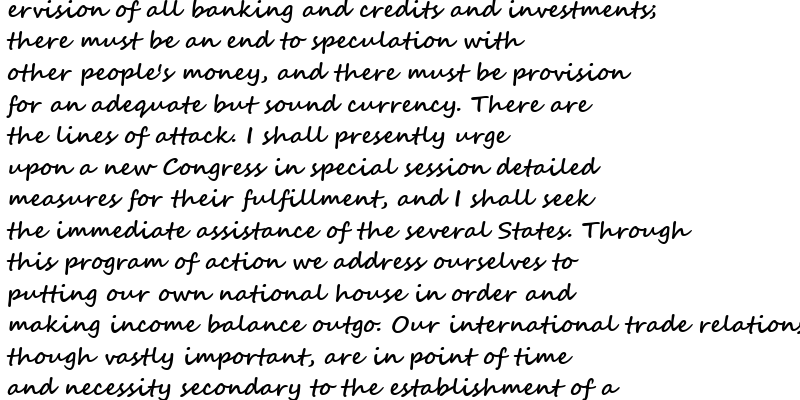 ervision of all banking and credits and investments;
there must be an end to speculation with
other people's money, and there must be provision
for an adequate but sound currency. There are
the lines of attack. I shall presently urge
upon a new Congress in special session detailed
measures for their fulfillment, and I shall seek
the immediate assistance of the several States. Through
this program of action we address ourselves to
putting our own national house in order and
making income balance outgo. Our international trade relations
though vastly important, are in point of time
and necessity secondary to the establishment of a